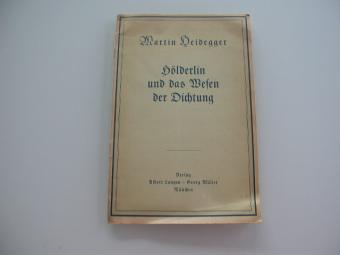 Martin Heidegger
Hölderlin
und das Wesen
der Dichtung
Verlag
Albert Langen - Georg Müller
München